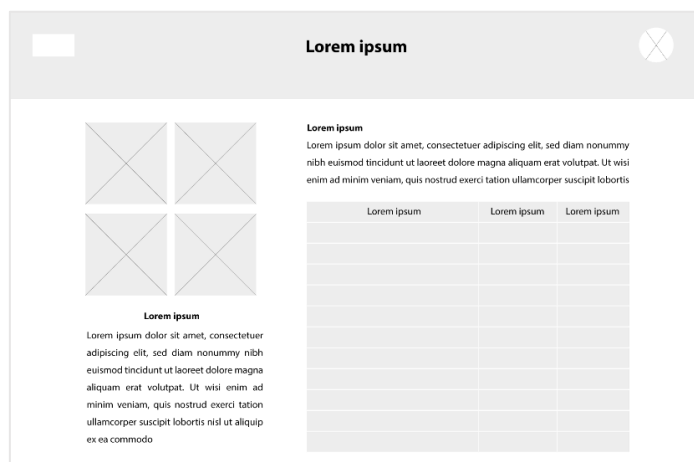 Lorem ipsum
Lorem ipsum
Lorem ipsum dolor sit amet, consectetuer adipiscing elit, sed diam nonummy
nibh euismod tincidunt ut laoreet dolore magna aliquam erat volutpat. Ut wisi
enim ad minim veniam, quis nostrud exerci tation ullamcorper suscipit lobortis
Lorem ipsum Lorem ipsum Lorem ipsum
Lorem ipsum
Lorem ipsum dolor sit amet, consectetuer
adipiscing elit, sed diam nonummy nibh
euismod tincidunt ut laoreet dolore magna
aliquam erat volutpat. Ut wisi enim ad
minim veniam, quis nostrud exerci tation
ullamcorper suscipit lobortis nisl ut aliquip
ex ea commodo